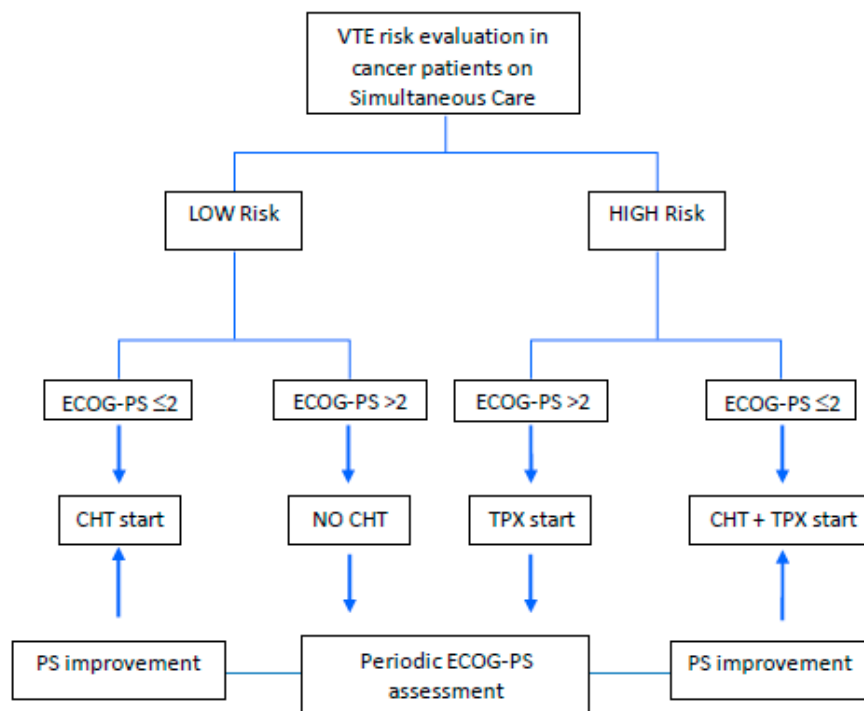 VTE risk evaluation in
cancer patients on
Simultaneous Care
LOW Risk
HIGH Risk
ECOG-PS ≤2
ECOG-PS >2
ECOG-PS >2
ECOG-PS ≤2
CHT start
NO CHT
TPX start
CHT + TPX start
PS improvement
Periodic ECOG-PS
assessment
PS improvement